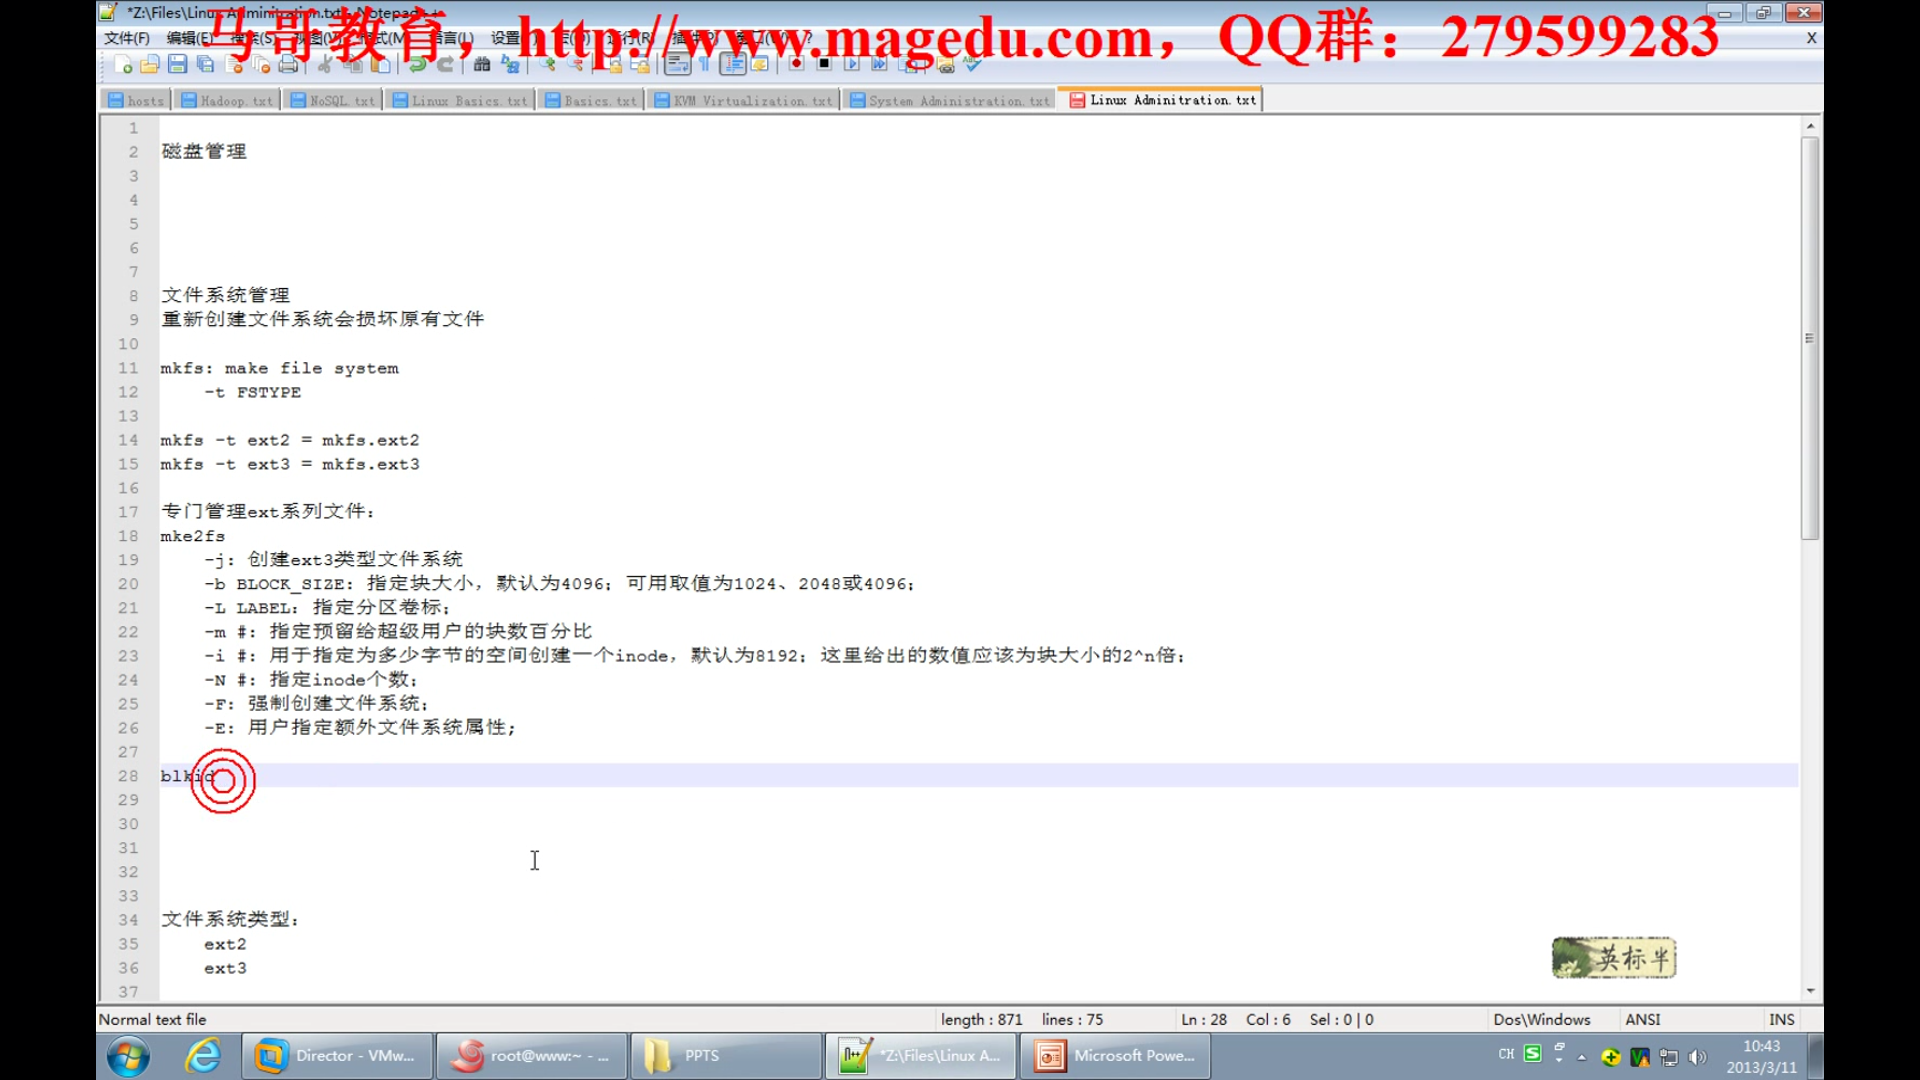 *Z:\Files\Linux Adminitration.txt - Notepad++
马哥教育，http://www.magedu.com，QQ群：279599283
文件(F) 编辑(E) 搜索(S) 视图(V) 格式(M) 语言(L) 设置 运行(R)
X
hosts Hadoop.txt NoSQL.txt Linux Basics.txt Basics.txt KVM Virtualization.txt System Administration.txt Linux Adminitration.txt
1
2 磁盘管理
3
4
5
6
7
8 文件系统管理
9 重新创建文件系统会损坏原有文件
10
11 mkfs: make file system
12 -t FSTYPE
13
14 mkfs -t ext2 = mkfs.ext2
15 mkfs -t ext3 = mkfs.ext3
16
17 专门管理ext系列文件：
18 mke2fs
19 -j: 创建ext3类型文件系统
20 -b BLOCK_SIZE: 指定块大小，默认为4096；可用取值为1024、2048或4096；
21 -L LABEL: 指定分区卷标；
22 -m #: 指定预留给超级用户的块数百分比
23 -i #: 用于指定为多少字节的空间创建一个inode，默认为8192；这里给出的数值应该为块大小的2^n倍；
24 -N #: 指定inode个数；
25 -F: 强制创建文件系统；
26 -E: 用户指定额外文件系统属性;
27
28 blkid
29
30
31
32
33
34 文件系统类型：
35 ext2
36 ext3
37
英标半
Normal text file length : 871 lines : 75 Ln : 28 Col : 6 Sel : 0 | 0 Dos\Windows ANSI INS
Director - VMw... root@www:~ - ... PPTS *Z:\Files\Linux A... Microsoft Powe... CH 10:43
2013/3/11